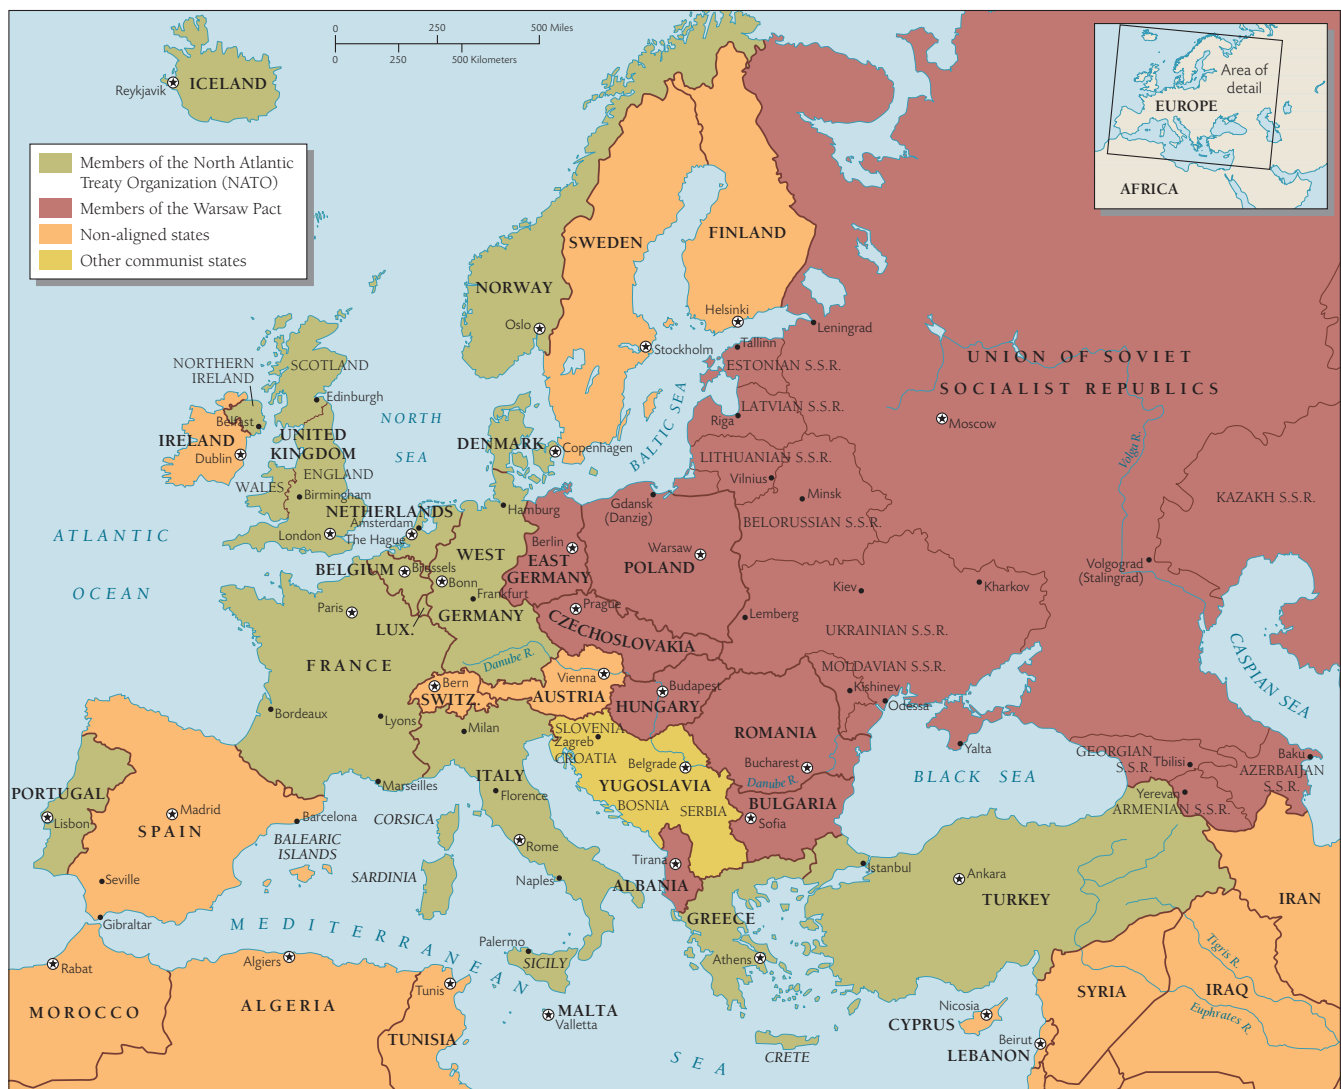 0 250 500 Miles
0 250 500 Kilometers
ICELAND
Reykjavik
Area of
detail
EUROPE
AFRICA
Members of the North Atlantic
Treaty Organization (NATO)
Members of the Warsaw Pact
Non-aligned states
Other communist states
SWEDEN
FINLAND
NORWAY
Oslo
Helsinki
Stockholm
Leningrad
Tallinn
ESTONIAN S.S.R.
UNION OF SOVIET
SOCIALIST REPUBLICS
NORTHERN
IRELAND
SCOTLAND
Edinburgh
NORTH
SEA
BALTIC SEA
LATVIAN S.S.R.
Riga
Moscow
Volga R.
Belfast
IRELAND
Dublin
UNITED
KINGDOM
ENGLAND
WALES
Birmingham
London
DENMARK
Copenhagen
LITHUANIAN S.S.R.
Vilnius
Minsk
BELORUSSIAN S.S.R.
KAZAKH S.S.R.
ATLANTIC
OCEAN
NETHERLANDS
Amsterdam
The Hague
Hamburg
Gdansk
(Danzig)
Berlin
EAST
GERMANY
Warsaw
POLAND
WEST
GERMANY
BELGIUM
Brussels
Bonn
Frankfurt
LUX.
Paris
Prague
CZECHOSLOVAKIA
Lemberg
Kiev
Kharkov
Volgograd
(Stalingrad)
UKRAINIAN S.S.R.
MOLDAVIAN S.S.R.
Kishinev
Odessa
CASPIAN SEA
FRANCE
Danube R.
Bern
SWITZ.
Vienna
AUSTRIA
Budapest
HUNGARY
Bordeaux
Lyons
Milan
SLOVENIA
Zagreb
CROATIA
ROMANIA
Bucharest
Danube R.
Belgrade
YUGOSLAVIA
BOSNIA
SERBIA
BULGARIA
Sofia
Yalta
BLACK SEA
GEORGIAN
S.S.R.
Tbilisi
Baku
AZERBAIJAN
S.S.R.
Yerevan
ARMENIAN S.S.R.
Marseilles
ITALY
Florence
PORTUGAL
Lisbon
Madrid
SPAIN
Barcelona
BALEARIC
ISLANDS
CORSICA
Rome
SARDINIA
Naples
Tirana
ALBANIA
GREECE
Istanbul
Ankara
TURKEY
IRAN
Seville
Gibraltar
MEDITERRANEAN
SEA
Palermo
SICILY
Athens
Rabat
MOROCCO
Algiers
ALGERIA
Tunis
TUNISIA
MALTA
Valletta
CRETE
Nicosia
CYPRUS
Beirut
LEBANON
SYRIA
Tigris R.
IRAQ
Euphrates R.